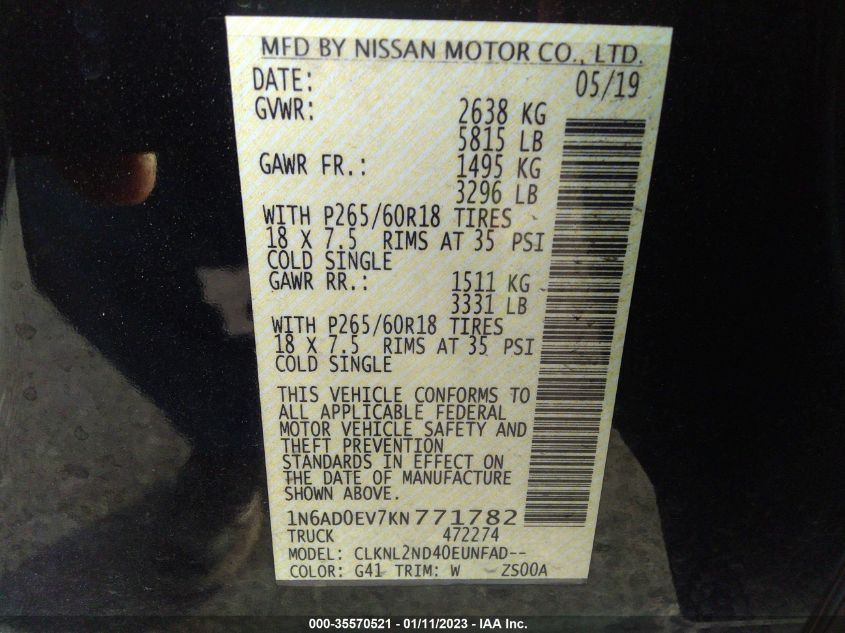 MFD BY NISSAN MOTOR CO., LTD.
DATE: 05/19
GVWR: 2638 KG
5815 LB
GAWR FR.: 1495 KG
3296 LB
WITH P265/60R18 TIRES
18 X 7.5 RIMS AT 35 PSI
COLD SINGLE
GAWR RR.: 1511 KG
3331 LB
WITH P265/60R18 TIRES
18 X 7.5 RIMS AT 35 PSI
COLD SINGLE
THIS VEHICLE CONFORMS TO
ALL APPLICABLE FEDERAL
MOTOR VEHICLE SAFETY AND
THEFT PREVENTION
STANDARDS IN EFFECT ON
THE DATE OF MANUFACTURE
SHOWN ABOVE.
1N6AD0EV7KN771782
TRUCK 472274
MODEL: CLKNL2ND40EUNFAD--
COLOR: G41 TRIM: W ZS00A
000-35570521 - 01/11/2023 - IAA Inc.